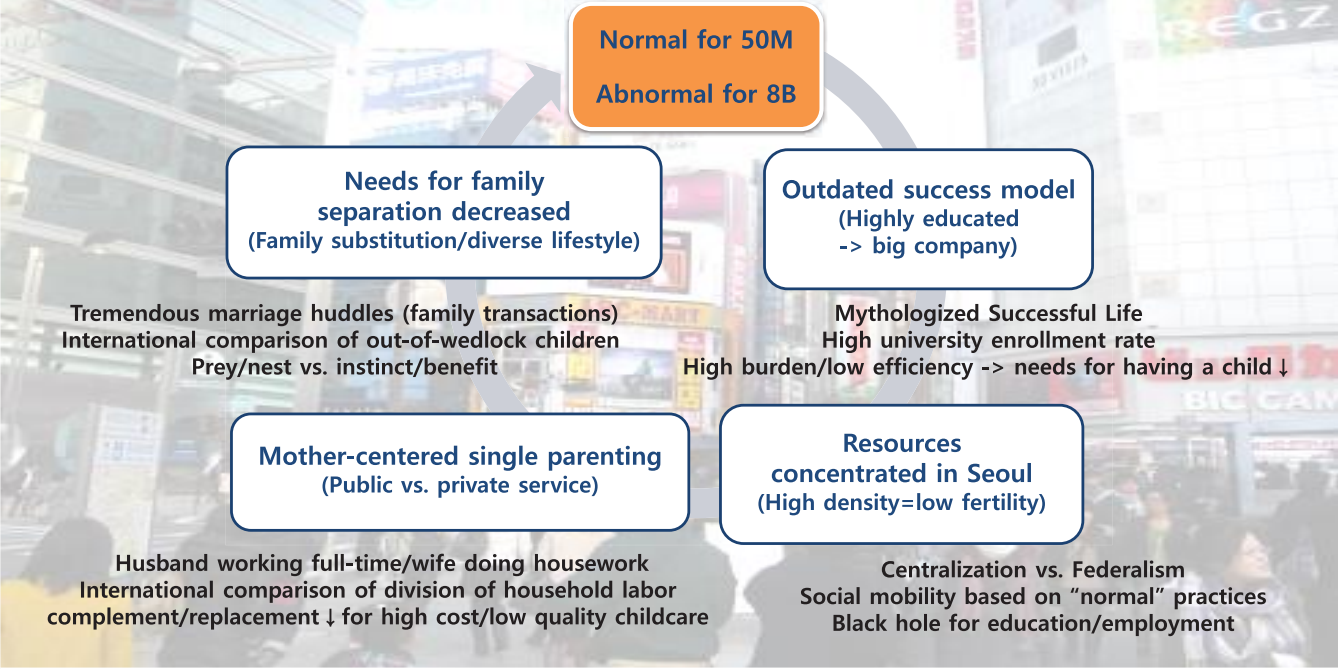 Normal for 50M
Abnormal for 8B
REGZ
Needs for family
separation decreased
(Family substitution/diverse lifestyle)
Outdated success model
(Highly educated
-> big company)
Tremendous marriage huddles (family transactions)
International comparison of out-of-wedlock children
Prey/nest vs. instinct/benefit
Mythologized Successful Life
High university enrollment rate
High burden/low efficiency -> needs for having a child↓
BIC CAM
Mother-centered single parenting
(Public vs. private service)
Resources
concentrated in Seoul
(High density=low fertility)
Husband working full-time/wife doing housework
International comparison of division of household labor
complement/replacement↓for high cost/low quality childcare
Centralization vs. Federalism
Social mobility based on “normal” practices
Black hole for education/employment